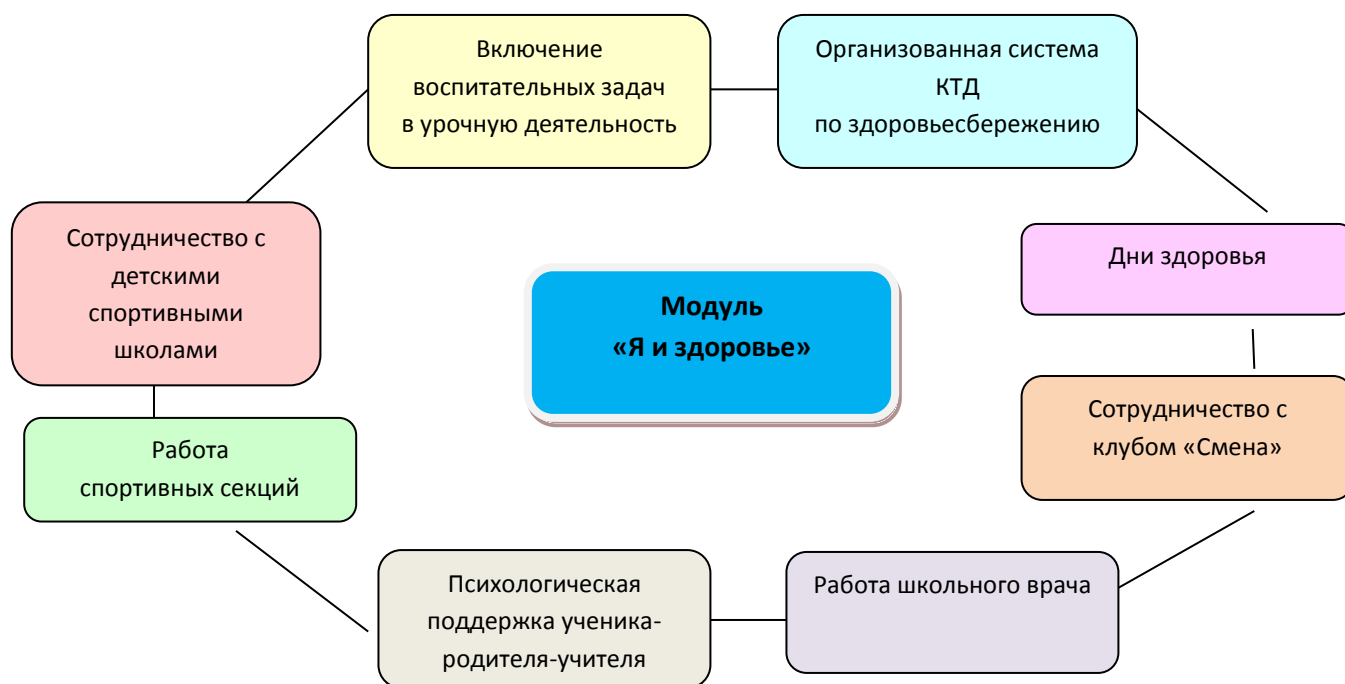 Включение
воспитательных задач
в урочную деятельность
Организованная система
КТД
по здоровьесбережению
Сотрудничество с
детскими
спортивными
школами
Дни здоровья
Модуль
«Я и здоровье»
Сотрудничество с
клубом «Смена»
Работа
спортивных секций
Психологическая
поддержка ученика-
родителя-учителя
Работа школьного врача